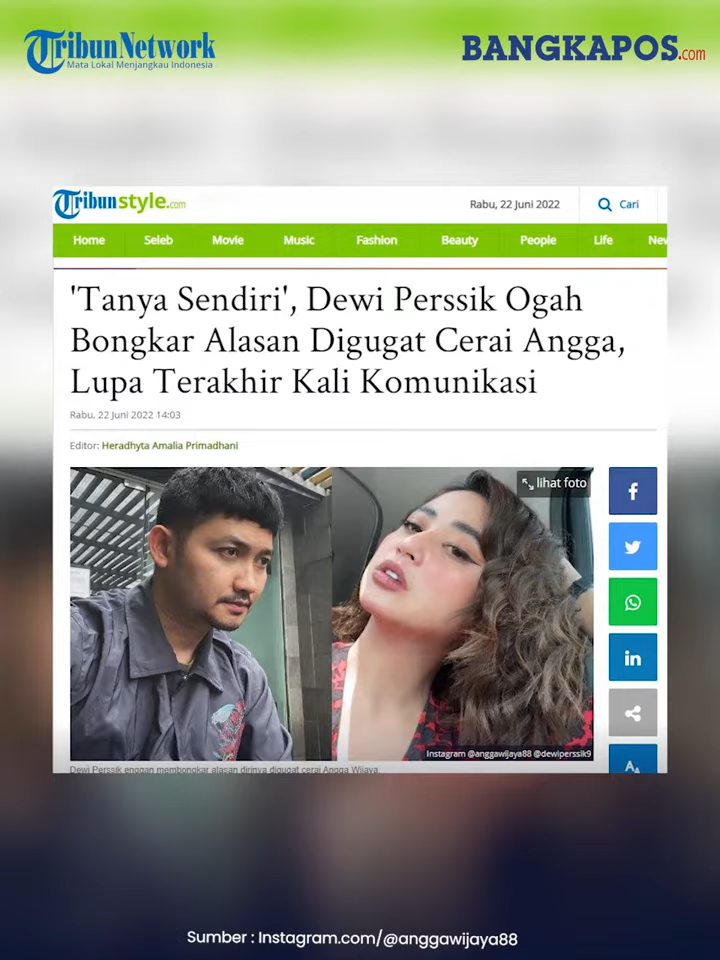 TribunNetwork
Mata Lokal Menjangkau Indonesia
BANGKAPOS.com
Tribunstyle.com
Rabu, 22 Juni 2022
Cari
Home Seleb Movie Music Fashion Beauty People Life New
'Tanya Sendiri', Dewi Perssik Ogah
Bongkar Alasan Digugat Cerai Angga,
Lupa Terakhir Kali Komunikasi
Rabu, 22 Juni 2022 14:03
Editor: Heradhyta Amalia Primadhani
lihat foto
Instagram @anggawijaya88 @dewiperssik9
Dewi Perssik enggan membongkar alasan dirinya digugat cerai Angga Wijaya
Sumber : Instagram.com/@anggawijaya88